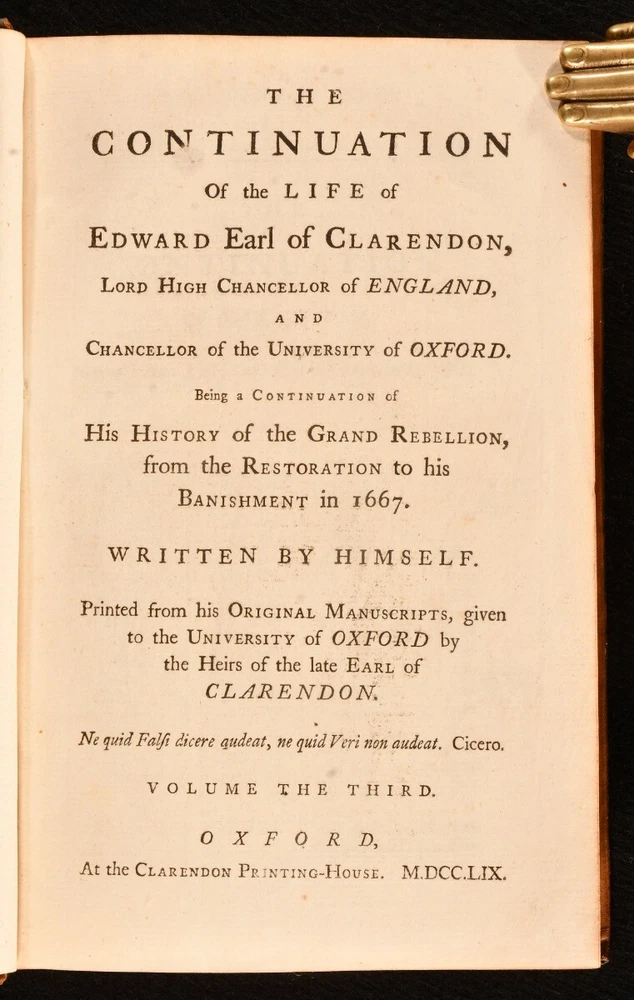 THE
CONTINUATION
Of the LIFE of
EDWARD Earl of CLARENDON,
LORD HIGH CHANCELLOR of ENGLAND,
AND
CHANCELLOR of the UNIVERSITY of OXFORD.
Being a CONTINUATION of
His HISTORY of the GRAND REBELLION,
from the RESTORATION to his
BANISHMENT in 1667.
WRITTEN BY HIMSELF.
Printed from his ORIGINAL MANUSCRIPTS, given
to the UNIVERSITY of OXFORD by
the Heirs of the late EARL of
CLARENDON.
Ne quid Falſi dicere audeat, ne quid Veri non audeat. Cicero.
VOLUME THE THIRD.
OXFORD,
At the CLARENDON PRINTING-HOUSE. M.DCC.LIX.